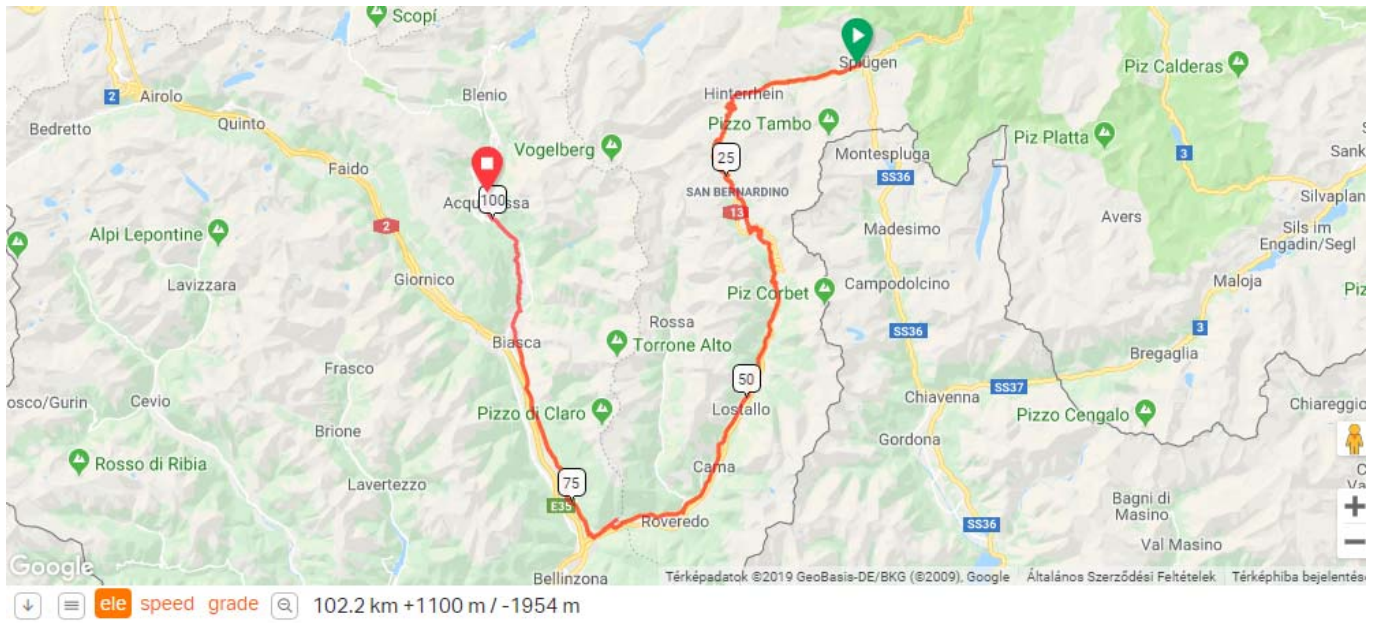 Scopí
Splügen
Piz Calderas
2
Airolo
Blenio
Hinterrhein
Bedretto
Quinto
Vogelberg
Pizzo Tambo
Piz Platta
3
Faido
25
Montespluga
SS36
SAN BERNARDINO
100
13
Silvaplan
Alpi Lepontine
2
Madesimo
Avers
Sils im
Engadin/Segl
Lavizzara
Giornico
Piz Corbet
Campodolcino
Maloja
Piz
Rossa
Torrone Alto
SS36
3
Biasca
Frasco
50
Bregaglia
osco/Gurin
Cevio
Pizzo di Claro
Lostallo
Chiavenna
SS37
Pizzo Cengalo
Chiareggio
Brione
Gordona
Rosso di Ribia
Cama
Lavertezzo
75
E35
Roveredo
Bagni di
Masino
SS36
Val Masino
Google
Bellinzona
Térképadatok ©2019 GeoBasis-DE/BKG (©2009), Google
Általános Szerződési Feltételek
Térképhiba bejelentése
ele speed grade 102.2 km +1100 m / -1954 m